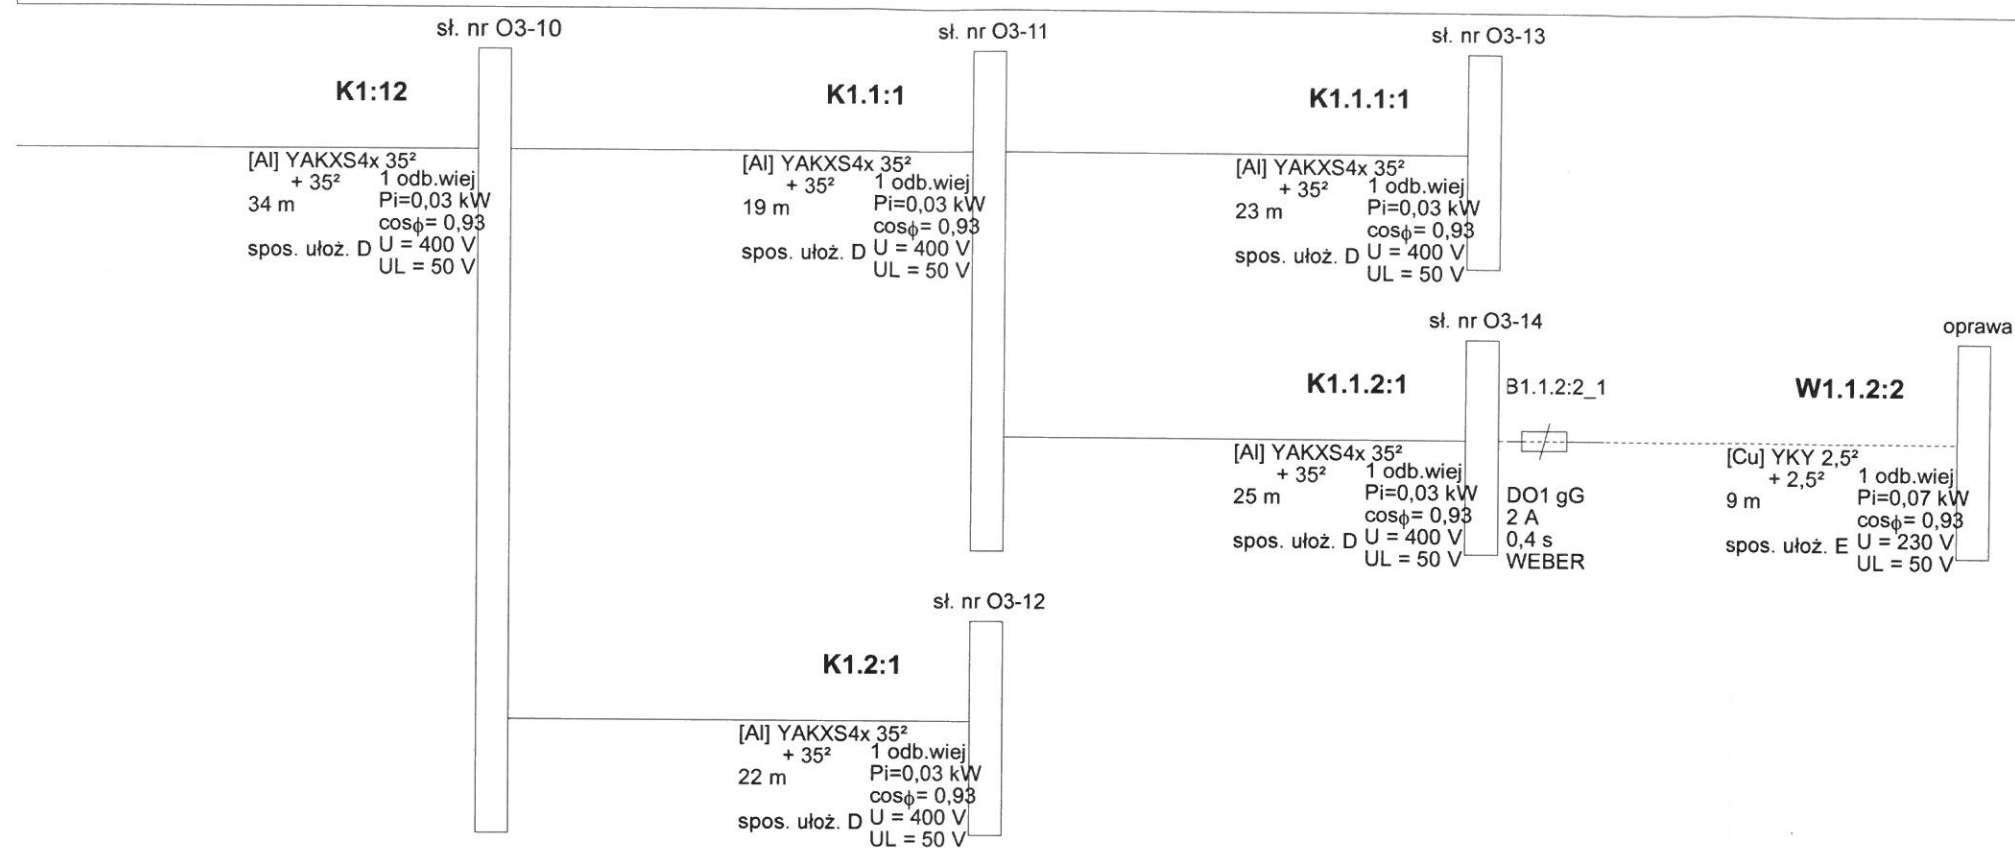 sł. nr O3-10
sł. nr O3-11
sł. nr O3-13
K1:12
K1.1:1
K1.1.1:1
[Al] YAKXS4x 35²
+ 35²
34 m
spos. ułoż. D
1 odb.wiej
Pi=0,03 kW
cosϕ= 0,93
U = 400 V
UL = 50 V
[Al] YAKXS4x 35²
+ 35²
19 m
spos. ułoż. D
1 odb.wiej
Pi=0,03 kW
cosϕ= 0,93
U = 400 V
UL = 50 V
[Al] YAKXS4x 35²
+ 35²
23 m
spos. ułoż. D
1 odb.wiej
Pi=0,03 kW
cosϕ= 0,93
U = 400 V
UL = 50 V
sł. nr O3-14
oprawa
K1.1.2:1
B1.1.2:2_1
W1.1.2:2
[Al] YAKXS4x 35²
+ 35²
25 m
spos. ułoż. D
1 odb.wiej
Pi=0,03 kW
cosϕ= 0,93
U = 400 V
UL = 50 V
DO1 gG
2 A
0,4 s
WEBER
[Cu] YKY 2,5²
+ 2,5²
9 m
spos. ułoż. E
1 odb.wiej
Pi=0,07 kW
cosϕ= 0,93
U = 230 V
UL = 50 V
sł. nr O3-12
K1.2:1
[Al] YAKXS4x 35²
+ 35²
22 m
spos. ułoż. D
1 odb.wiej
Pi=0,03 kW
cosϕ= 0,93
U = 400 V
UL = 50 V